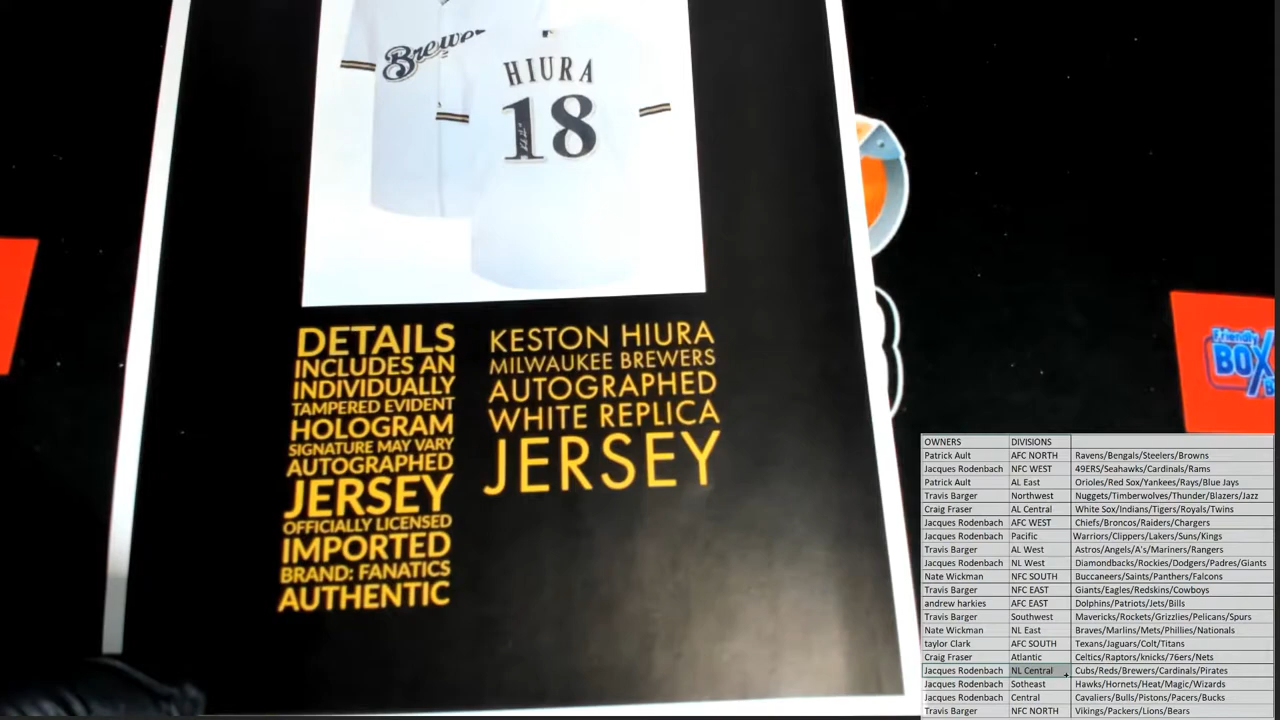 Brewe
HIURA
18
DETAILS
INCLUDES AN
INDIVIDUALLY
TAMPERED EVIDENT
HOLOGRAM
SIGNATURE MAY VARY
AUTOGRAPHED
JERSEY
OFFICIALLY LICENSED
IMPORTED
BRAND: FANATICS
AUTHENTIC
KESTON HIURA
MILWAUKEE BREWERS
AUTOGRAPHED
WHITE REPLICA
JERSEY
Friendly
BOX
OWNERS DIVISIONS
Patrick Ault AFC NORTH Ravens/Bengals/Steelers/Browns
Jacques Rodenbach NFC WEST 49ERS/Seahawks/Cardinals/Rams
Patrick Ault AL East Orioles/Red Sox/Yankees/Rays/Blue Jays
Travis Barger Northwest Nuggets/Timberwolves/Thunder/Blazers/Jazz
Craig Fraser AL Central White Sox/Indians/Tigers/Royals/Twins
Jacques Rodenbach AFC WEST Chiefs/Broncos/Raiders/Chargers
Jacques Rodenbach Pacific Warriors/Clippers/Lakers/Suns/Kings
Travis Barger AL West Astros/Angels/A's/Mariners/Rangers
Jacques Rodenbach NL West Diamondbacks/Rockies/Dodgers/Padres/Giants
Nate Wickman NFC SOUTH Buccaneers/Saints/Panthers/Falcons
Travis Barger NFC EAST Giants/Eagles/Redskins/Cowboys
andrew harkies AFC EAST Dolphins/Patriots/Jets/Bills
Travis Barger Southwest Mavericks/Rockets/Grizzlies/Pelicans/Spurs
Nate Wickman NL East Braves/Marlins/Mets/Phillies/Nationals
taylor Clark AFC SOUTH Texans/Jaguars/Colt/Titans
Craig Fraser Atlantic Celtics/Raptors/knicks/76ers/Nets
Jacques Rodenbach NL Central Cubs/Reds/Brewers/Cardinals/Pirates
Jacques Rodenbach Sotheast Hawks/Hornets/Heat/Magic/Wizards
Jacques Rodenbach Central Cavaliers/Bulls/Pistons/Pacers/Bucks
Travis Barger NFC NORTH Vikings/Packers/Lions/Bears